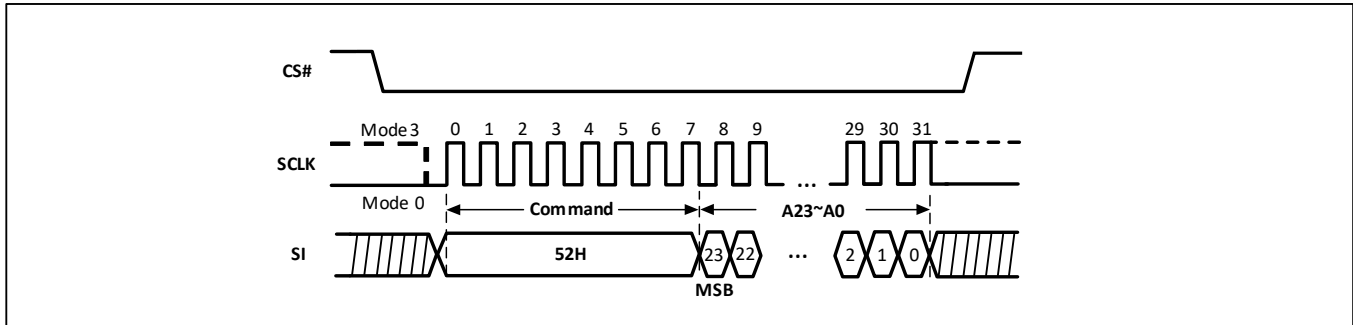 CS#
Mode 3 0 1 2 3 4 5 6 7 8 9 29 30 31
SCLK
...
Mode 0
Command A23~A0
SI 52H 23 22 ... 2 1 0
MSB